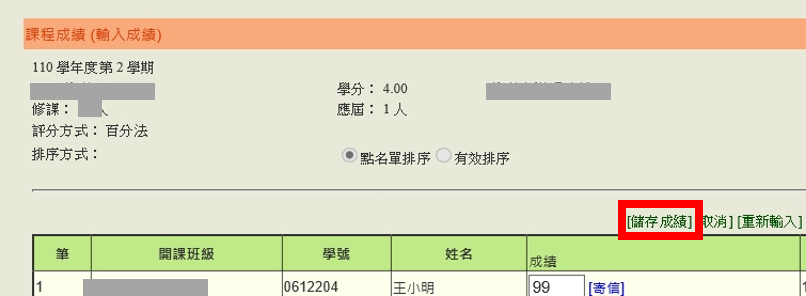 課程成績 (輸入成績)
110 學年度第 2 學期
學分： 4.00
修課： 人
應屆： 1 人
評分方式： 百分法
排序方式：
點名單排序 有效排序
[儲存成績] 取消] [重新輸入]
筆 開課班級 學號 姓名 成績
1 0612204 王小明 99 [寄信]